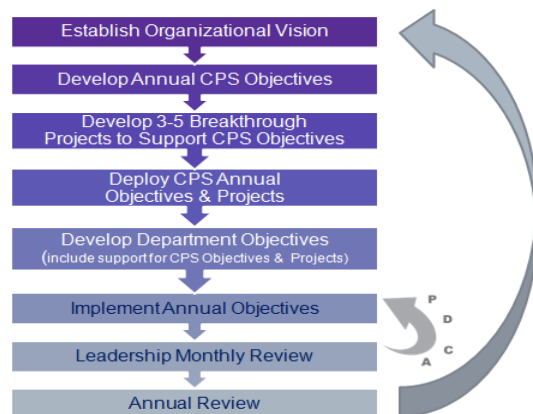 Establish Organizational Vision
Develop Annual CPS Objectives
Develop 3-5 Breakthrough
Projects to Support CPS Objectives
Deploy CPS Annual
Objectives & Projects
Develop Department Objectives
(include support for CPS Objectives & Projects)
Implement Annual Objectives
P
D
C
A
Leadership Monthly Review
Annual Review